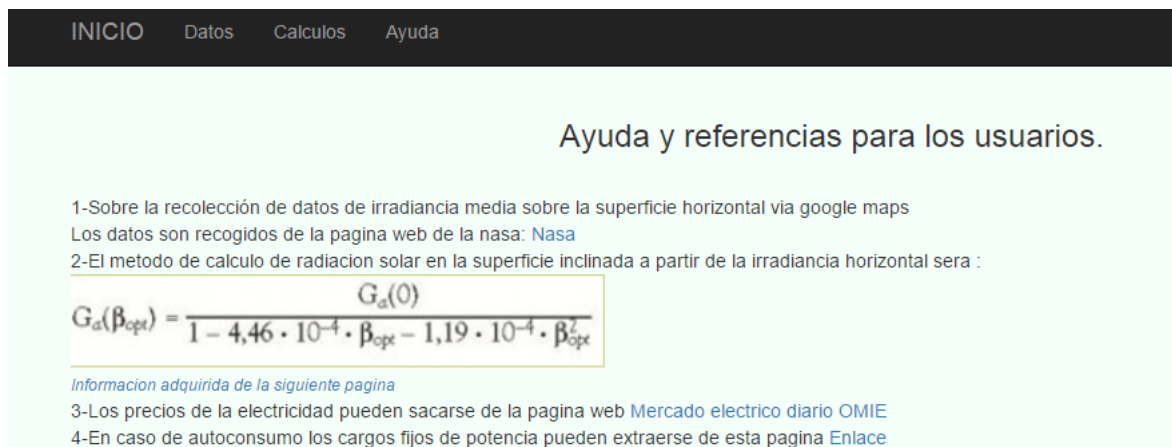 INICIO Datos Calculos Ayuda
Ayuda y referencias para los usuarios.
1-Sobre la recolección de datos de irradiancia media sobre la superficie horizontal via google maps
Los datos son recogidos de la pagina web de la nasa: Nasa
2-El metodo de calculo de radiacion solar en la superficie inclinada a partir de la irradiancia horizontal sera :
Gₐ(βₒₚₜ) = Gₐ(0) / (1 – 4,46 · 10⁻⁴ · βₒₚₜ – 1,19 · 10⁻⁴ · β²ₒₚₜ)
Informacion adquirida de la siguiente pagina
3-Los precios de la electricidad pueden sacarse de la pagina web Mercado electrico diario OMIE
4-En caso de autoconsumo los cargos fijos de potencia pueden extraerse de esta pagina Enlace